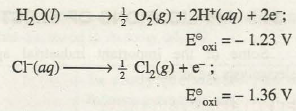 H₂O(l) ⟶ ½ O₂(g) + 2H⁺(aq) + 2e⁻;
E⊖oxi = – 1.23 V
Cl⁻(aq) ⟶ ½ Cl₂(g) + e⁻ ;
E⊖oxi = – 1.36 V